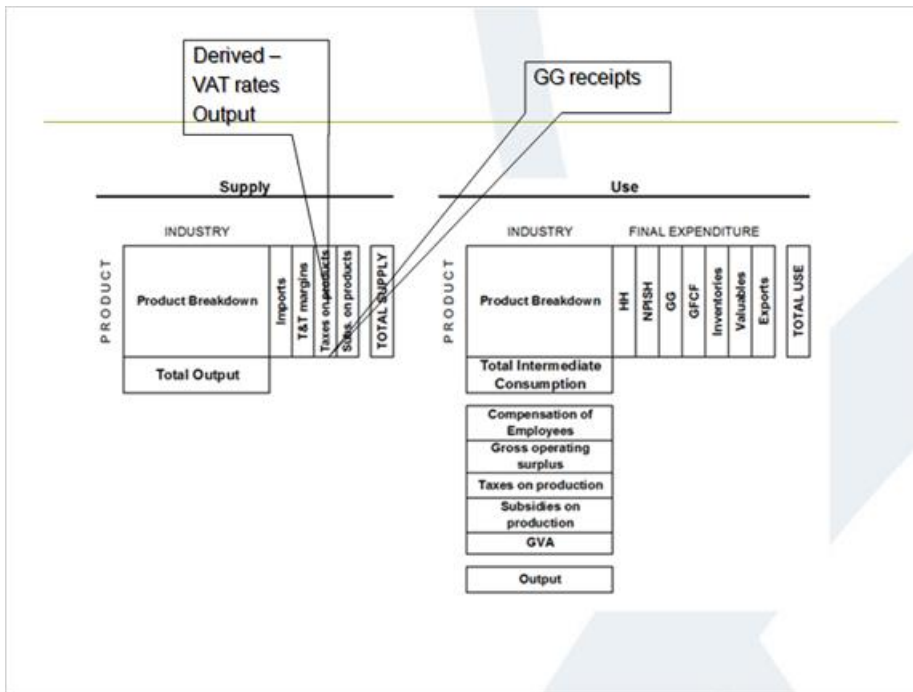 Derived –
VAT rates
Output
GG receipts
Supply
Use
INDUSTRY
INDUSTRY
FINAL EXPENDITURE
PRODUCT
Product Breakdown
Imports
T&T margins
Taxes on products
Subs. on products
TOTAL SUPPLY
PRODUCT
Product Breakdown
HH
NPISH
GG
GFCF
Inventories
Valuables
Exports
TOTAL USE
Total Output
Total Intermediate
Consumption
Compensation of
Employees
Gross operating
surplus
Taxes on production
Subsidies on
production
GVA
Output